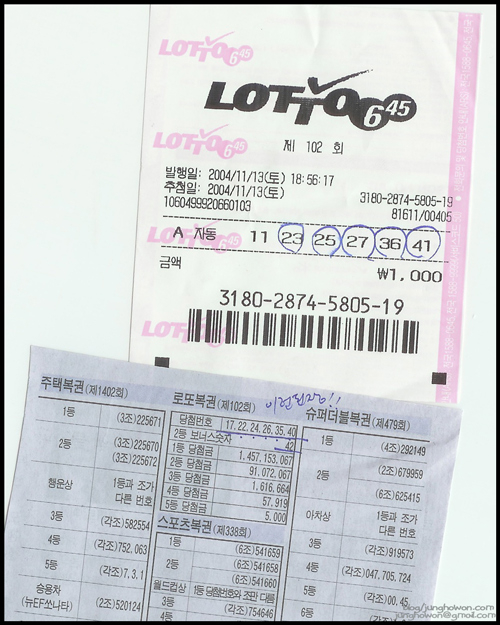 LOTTO 6 45
LOTTO 6 45
제 102 회
LOTTO 6 45
발행일: 2004/11/13(토) 18:56:17
추첨일: 2004/11/13(토)
3180-2874-5805-19
1060499920660103
81611/00405
A 자동 11 23 25 27 36 41
LOTTO 6 45
금액
₩1,000
3180-2874-5805-19
LOTTO
주택복권(제1402회)
1등 (3조)225671
2등 (3조)225670
(3조)225672
행운상 1등과 조가
다른 번호
3등 (각조)582554
4등 (각조)752.063
5등 (각조)7.3.1
승용차
(뉴EF쏘나타) (2조)520124
로또복권(제102회)
당첨번호 17.22.24.26.35.40
2등 보너스숫자 42
1등 당첨금 1.457.153.067
2등 당첨금 91.072.067
3등 당첨금 1.616.664
4등 당첨금 57.919
5등 당첨금 5.000
스포츠복권(제338회)
1등 (6조)541659
2등 (6조)541658
(6조)541660
월드컵상 1등 당첨번호와 조만 다름
3등 (각조)754646
4등
슈퍼더블복권(제479회)
1등 (4조)292149
2등 (2조)679959
(6조)625415
아차상 1등과 조가
다른 번호
3등 (각조)919573
4등 (각조)047.705.724
5등 (각조)00.45.
6등
blog/junghowon.com
junghowon.com